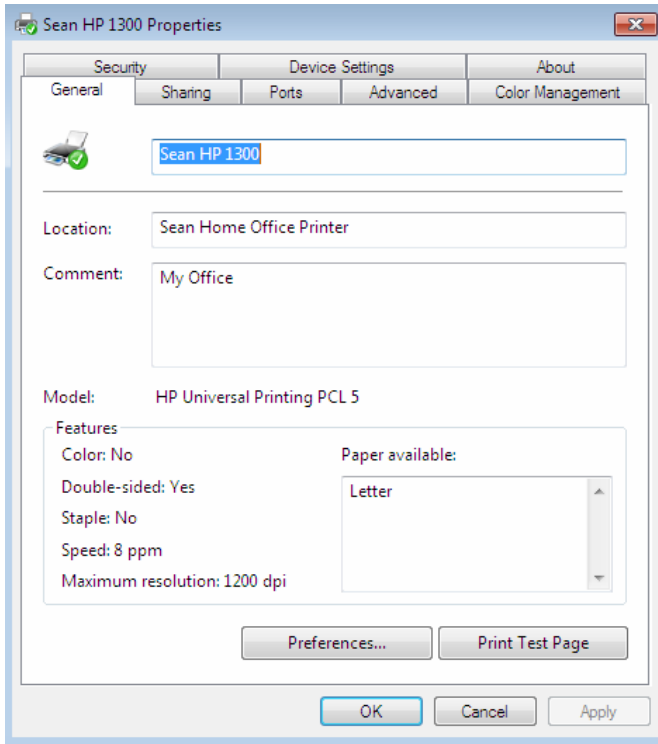 Sean HP 1300 Properties
Security Device Settings About
General Sharing Ports Advanced Color Management
Sean HP 1300
Location: Sean Home Office Printer
Comment: My Office
Model: HP Universal Printing PCL 5
Features
Color: No Paper available:
Double-sided: Yes Letter
Staple: No
Speed: 8 ppm
Maximum resolution: 1200 dpi
Preferences... Print Test Page
OK Cancel Apply